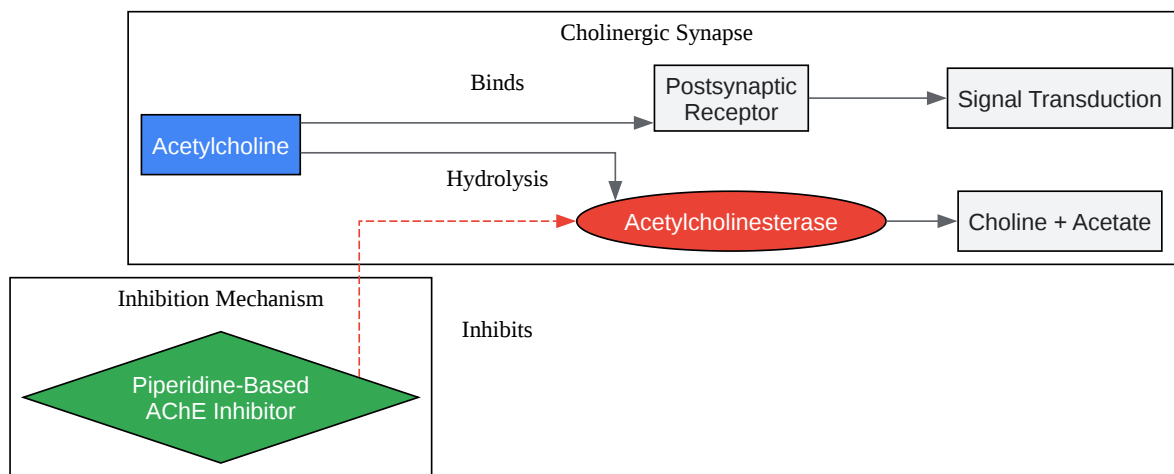 Cholinergic Synapse
Binds
Postsynaptic
Receptor
Signal Transduction
Acetylcholine
Hydrolysis
Acetylcholinesterase
Choline + Acetate
Inhibition Mechanism
Inhibits
Piperidine-Based
AChE Inhibitor